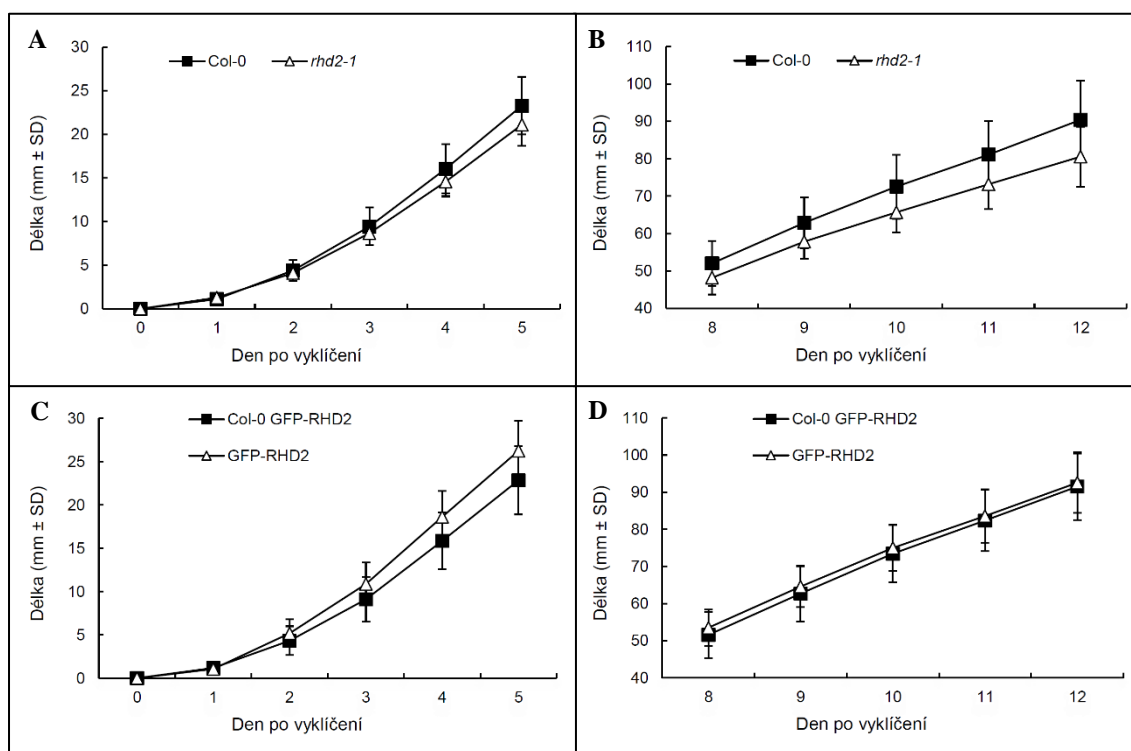 A
Col-0 rhd2-1
30
25
20
15
10
5
0
Délka (mm ± SD)
0 1 2 3 4 5
Den po vyklíčení
B
Col-0 rhd2-1
110
100
90
80
70
60
50
40
Délka (mm ± SD)
8 9 10 11 12
Den po vyklíčení
C
Col-0 GFP-RHD2
GFP-RHD2
30
25
20
15
10
5
0
Délka (mm ± SD)
0 1 2 3 4 5
Den po vyklíčení
D
Col-0 GFP-RHD2
GFP-RHD2
110
100
90
80
70
60
50
40
Délka (mm ± SD)
8 9 10 11 12
Den po vyklíčení